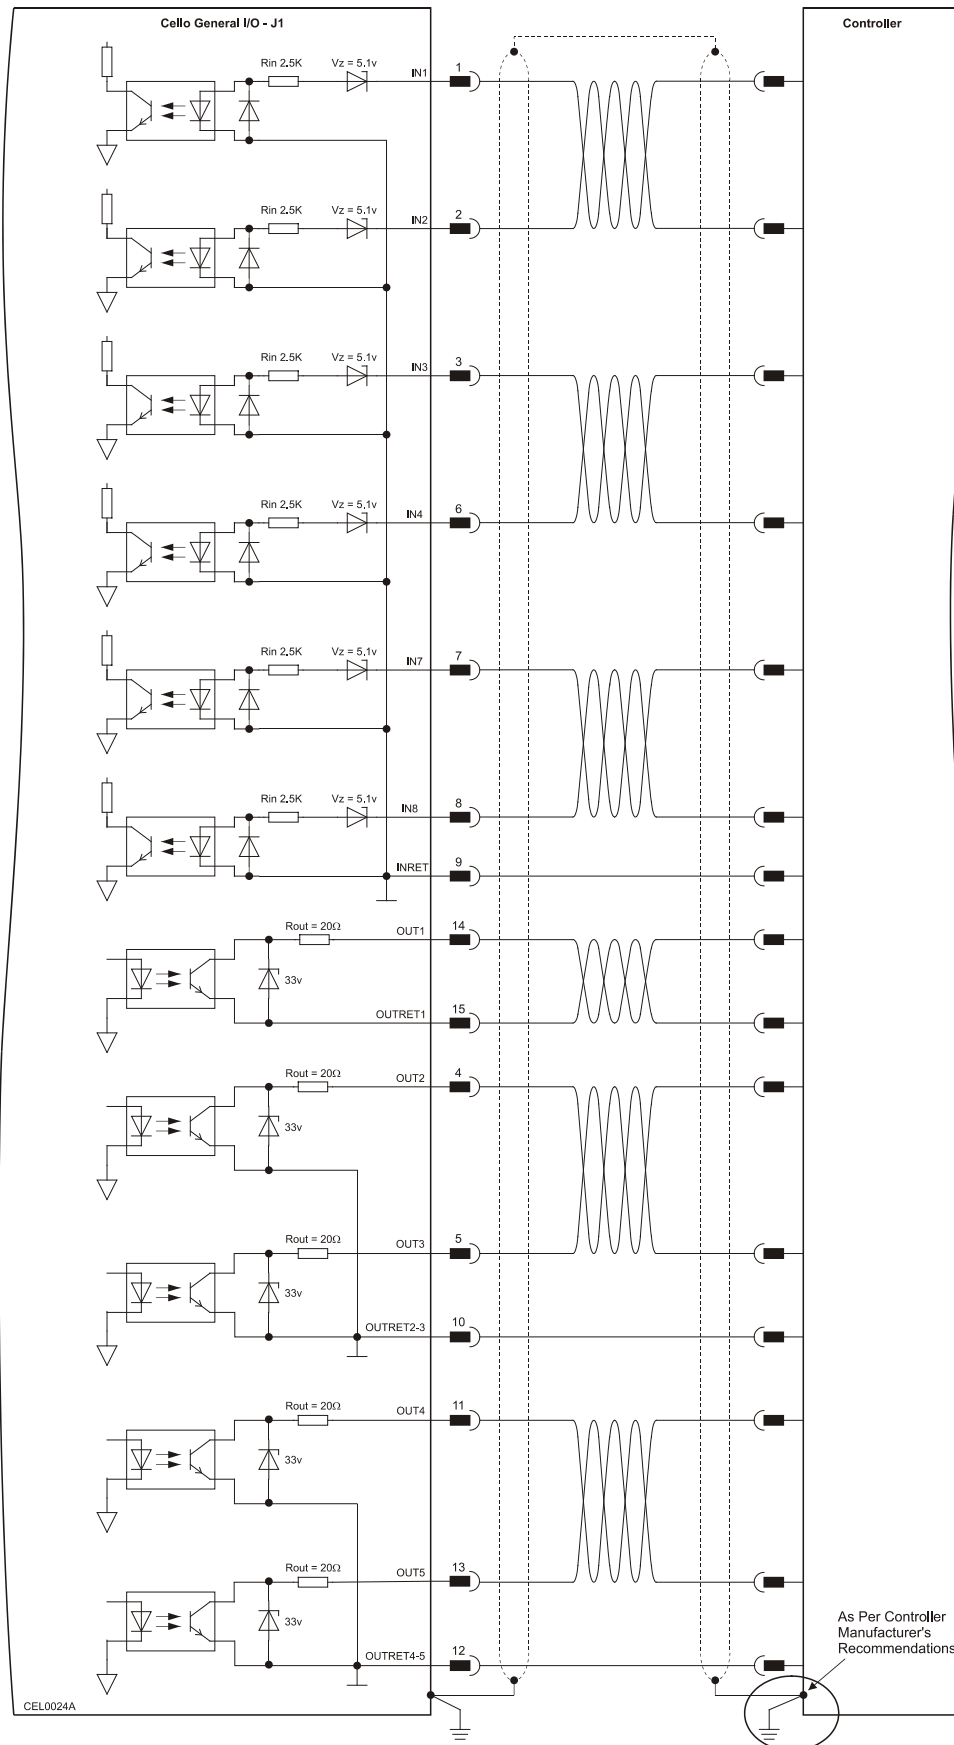 Cello General I/O - J1
Controller
Rin 2.5K Vz = 5.1v IN1 1
Rin 2.5K Vz = 5.1v IN2 2
Rin 2.5K Vz = 5.1v IN3 3
Rin 2.5K Vz = 5.1v IN4 6
Rin 2.5K Vz = 5.1v IN7 7
Rin 2.5K Vz = 5.1v IN8 8
INRET 9
Rout = 20Ω OUT1 14
33v
OUTRET1 15
Rout = 20Ω OUT2 4
33v
Rout = 20Ω OUT3 5
33v
OUTRET2-3 10
Rout = 20Ω OUT4 11
33v
Rout = 20Ω OUT5 13
33v
OUTRET4-5 12
As Per Controller
Manufacturer's
Recommendations
CEL0024A